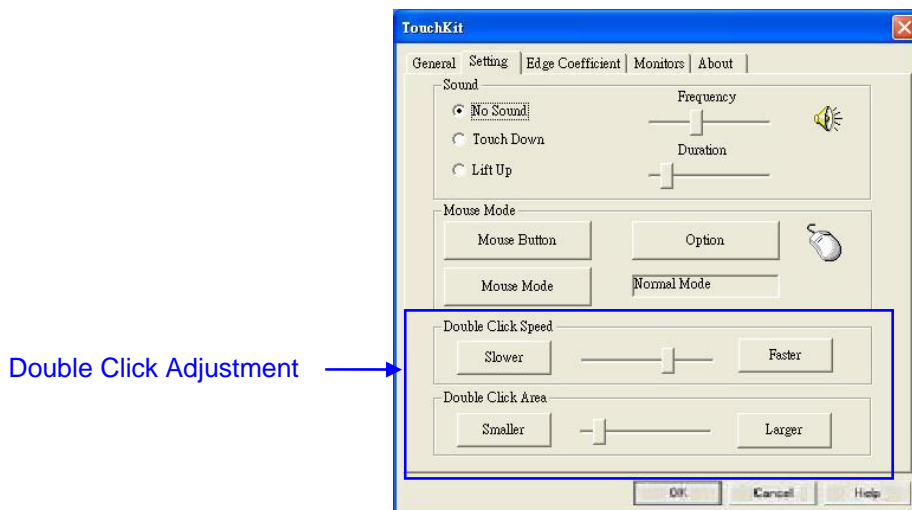 TouchKit
General Setting Edge Coefficient Monitors About
Sound
No Sound
Touch Down
Lift Up
Frequency
Duration
Mouse Mode
Mouse Button
Option
Mouse Mode
Normal Mode
Double Click Adjustment
Double Click Speed
Slower
Faster
Double Click Area
Smaller
Larger
OK
Cancel
Help